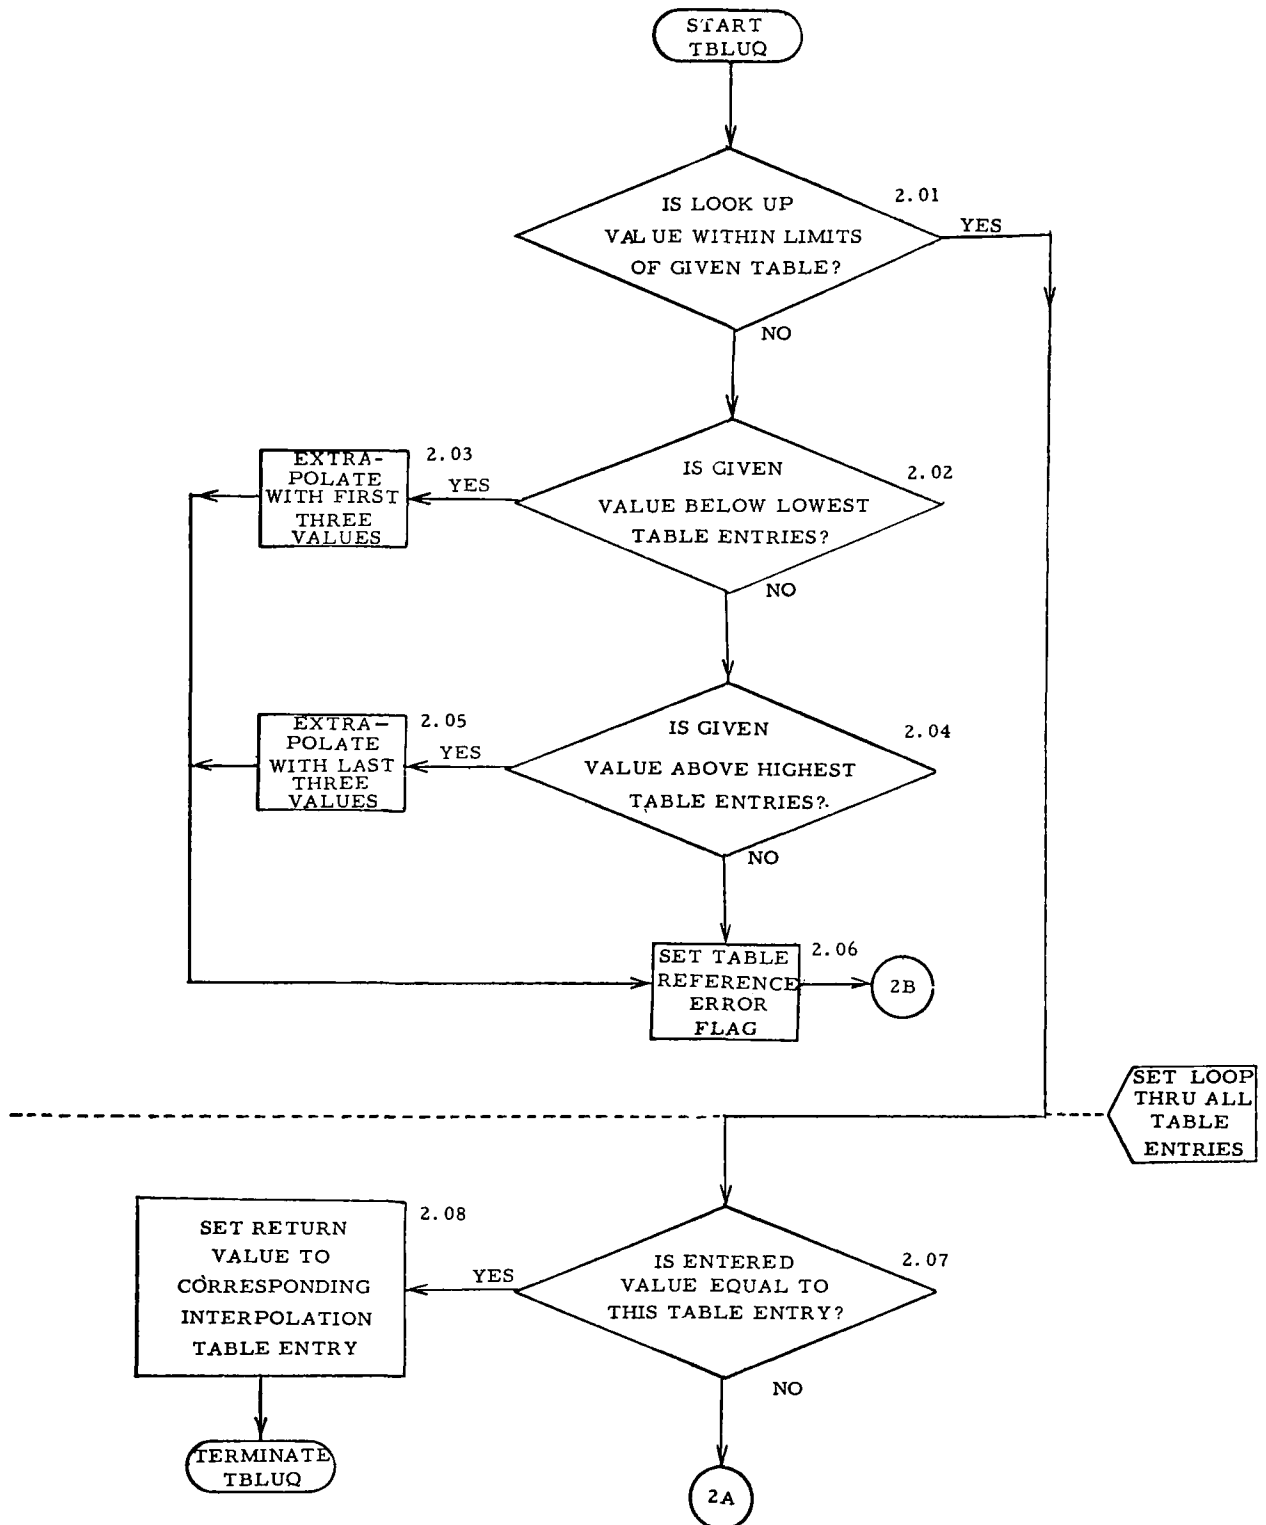 START
TBLUQ
2.01
IS LOOK UP
VALUE WITHIN LIMITS
OF GIVEN TABLE?
YES
NO
2.03
EXTRA-
POLATE
WITH FIRST
THREE
VALUES
YES
2.02
IS GIVEN
VALUE BELOW LOWEST
TABLE ENTRIES?
NO
2.05
EXTRA-
POLATE
WITH LAST
THREE
VALUES
YES
2.04
IS GIVEN
VALUE ABOVE HIGHEST
TABLE ENTRIES?
NO
2.06
SET TABLE
REFERENCE
ERROR
FLAG
2B
SET LOOP
THRU ALL
TABLE
ENTRIES
2.08
SET RETURN
VALUE TO
CORRESPONDING
INTERPOLATION
TABLE ENTRY
YES
2.07
IS ENTERED
VALUE EQUAL TO
THIS TABLE ENTRY?
NO
TERMINATE
TBLUQ
2A